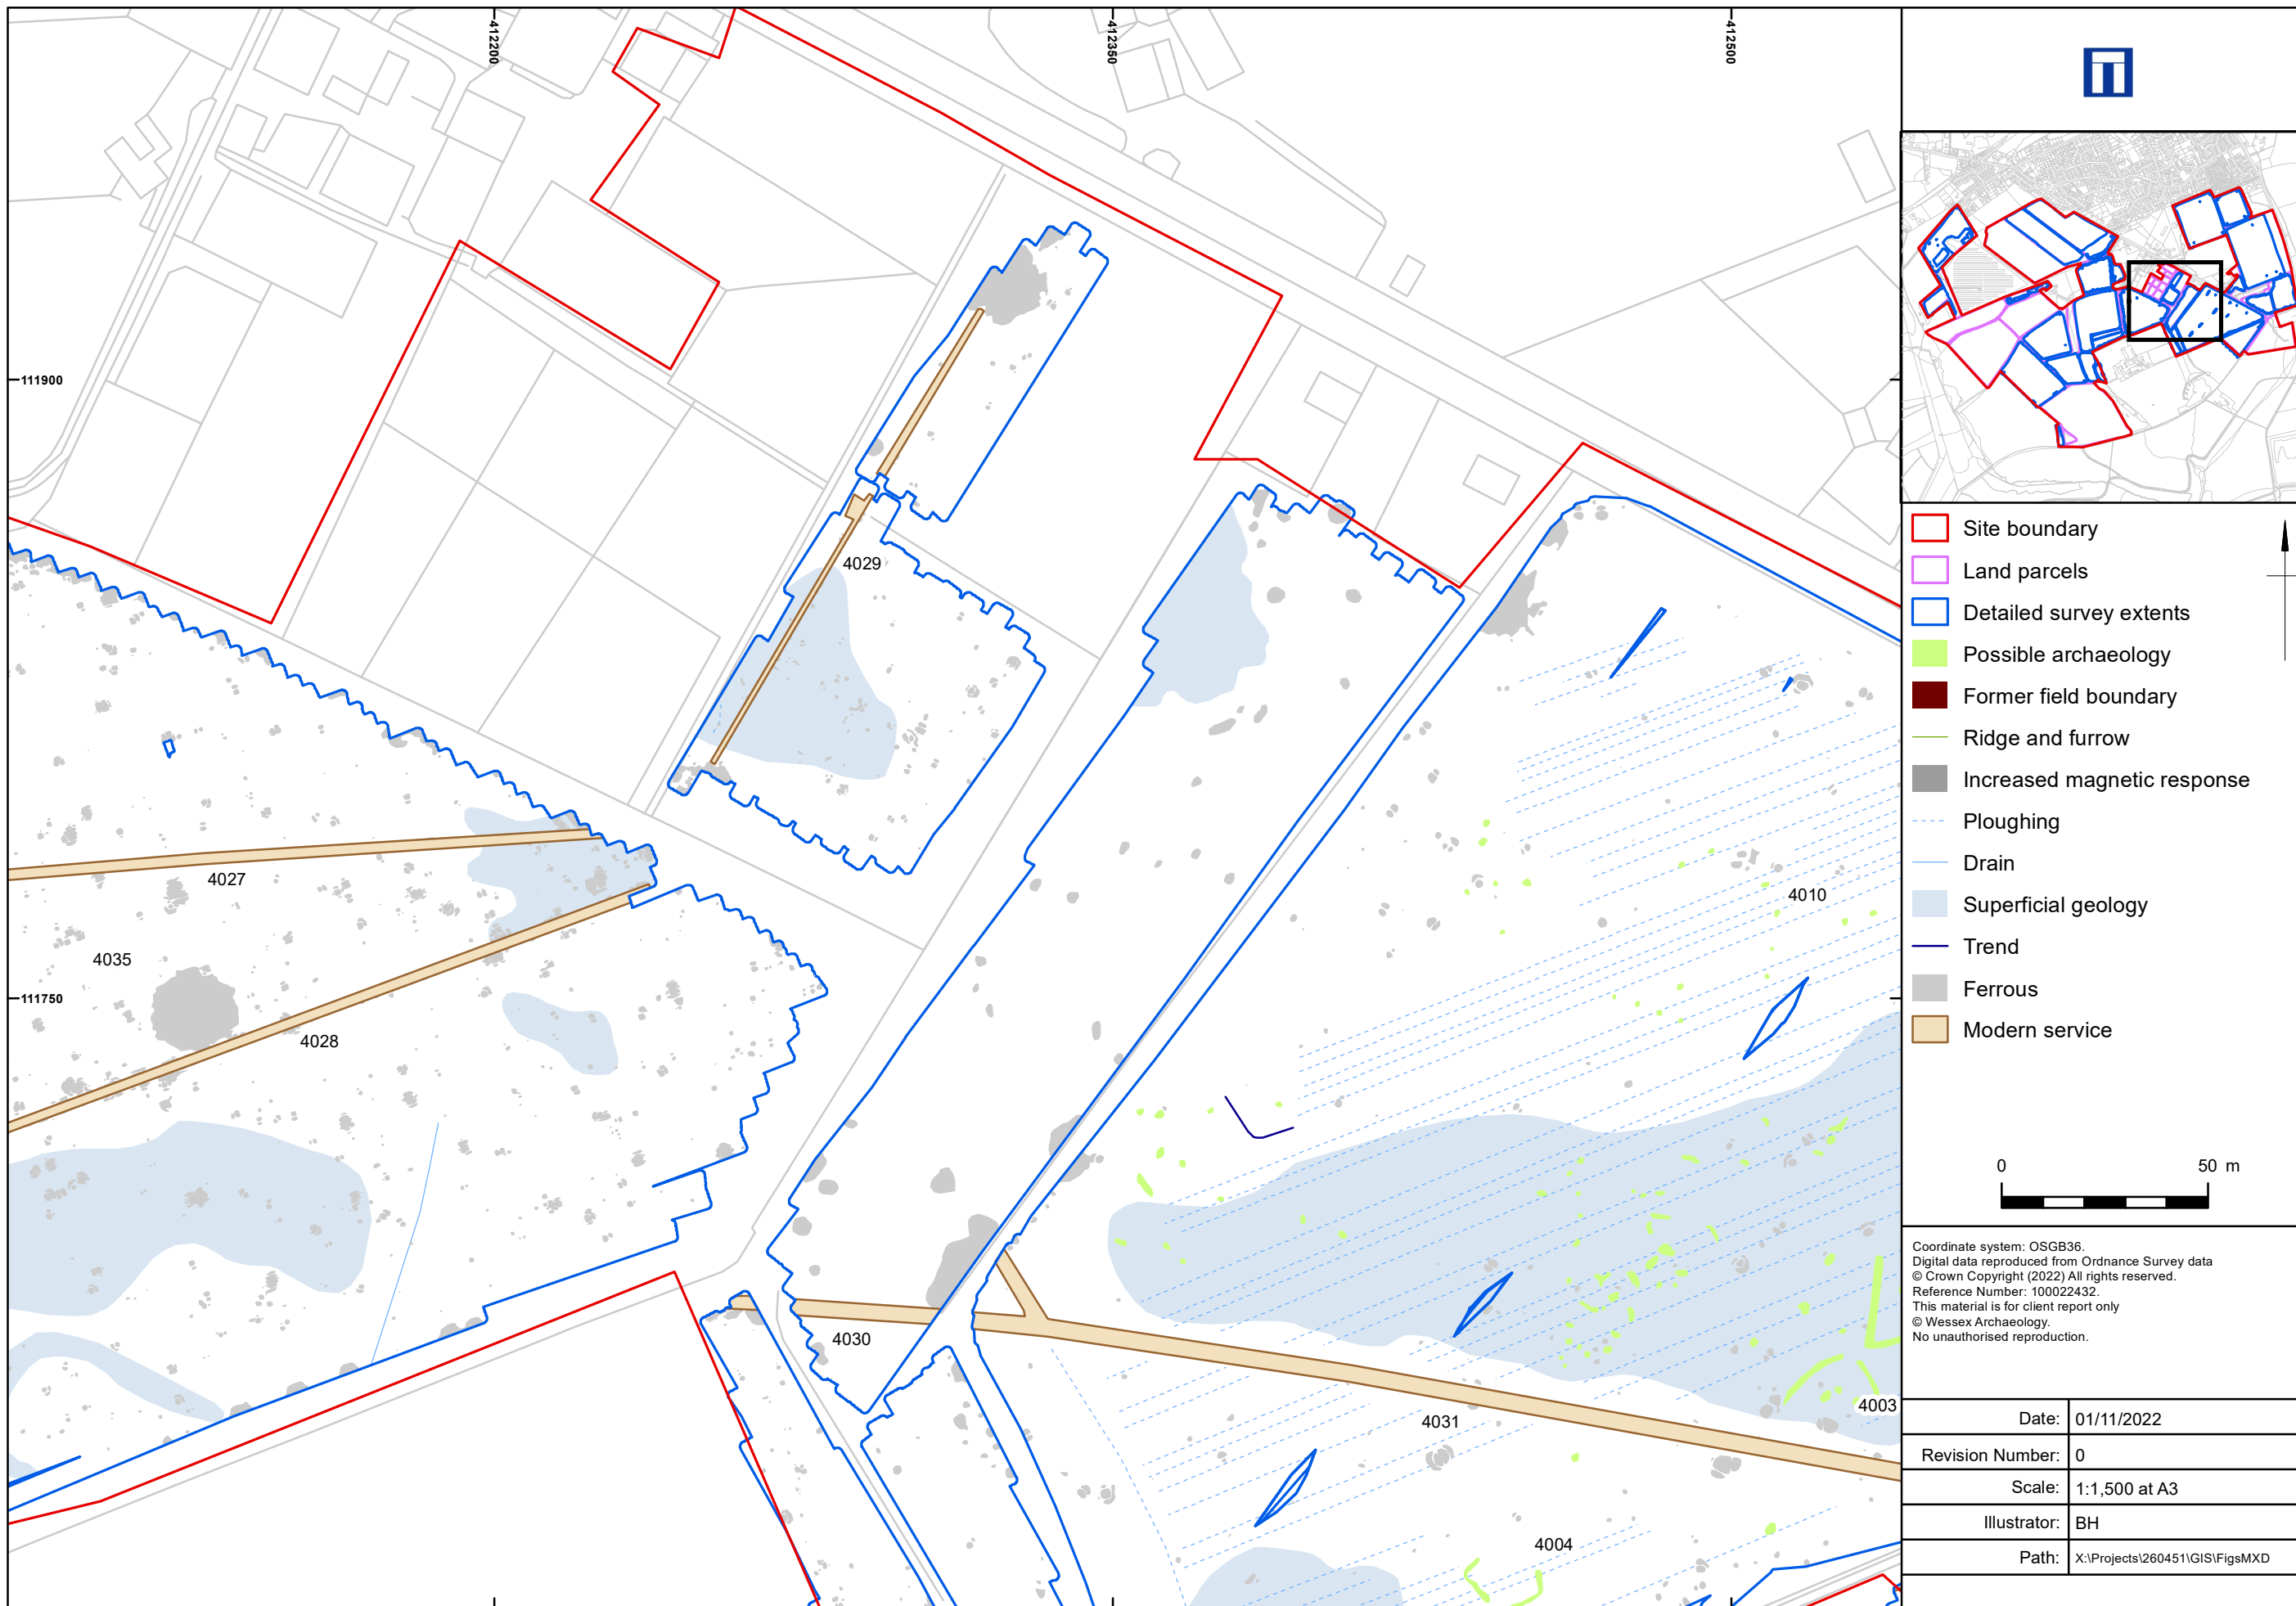 412200
412350
412500
111900
111750
4029
4027
4035
4028
4010
4030
4031
4003
4004
Site boundary
Land parcels
Detailed survey extents
Possible archaeology
Former field boundary
Ridge and furrow
Increased magnetic response
Ploughing
Drain
Superficial geology
Trend
Ferrous
Modern service
0 50 m
Coordinate system: OSGB36.
Digital data reproduced from Ordnance Survey data
© Crown Copyright (2022) All rights reserved.
Reference Number: 100022432.
This material is for client report only
© Wessex Archaeology.
No unauthorised reproduction.
Date: 01/11/2022
Revision Number: 0
Scale: 1:1,500 at A3
Illustrator: BH
Path: X:\Projects\260451\GIS\FigsMXD